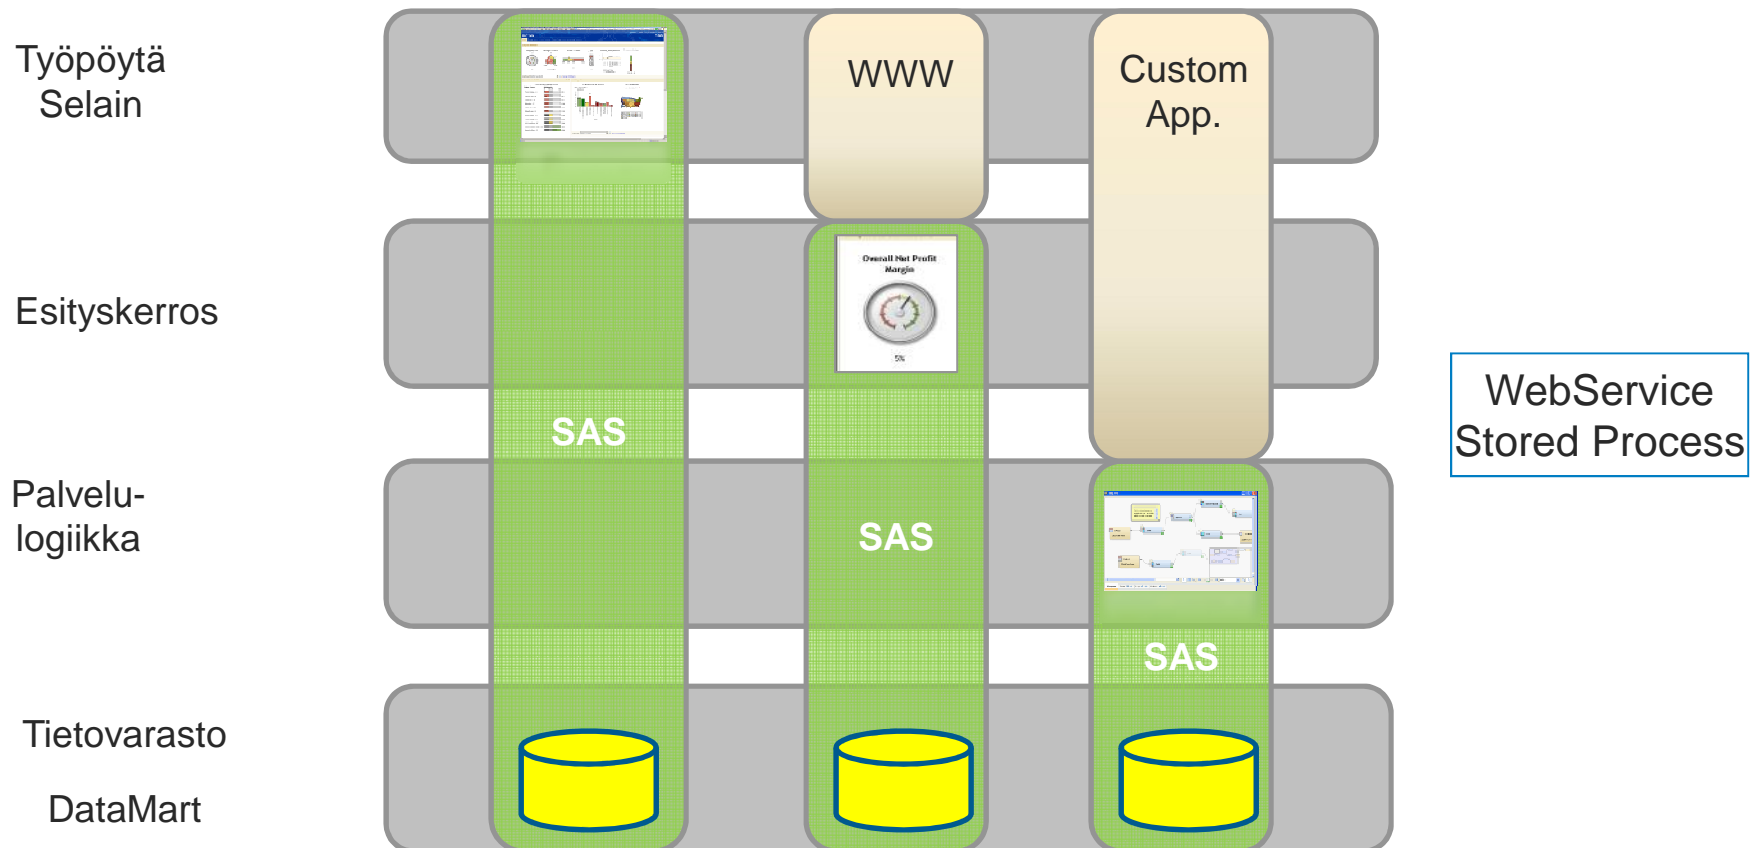 Työpöytä
Selain
WWW
Custom
App.
Esityskerros
Overall Net Profit
Margin
5%
WebService
Stored Process
SAS
Palvelu-
logiikka
SAS
SAS
Tietovarasto
DataMart